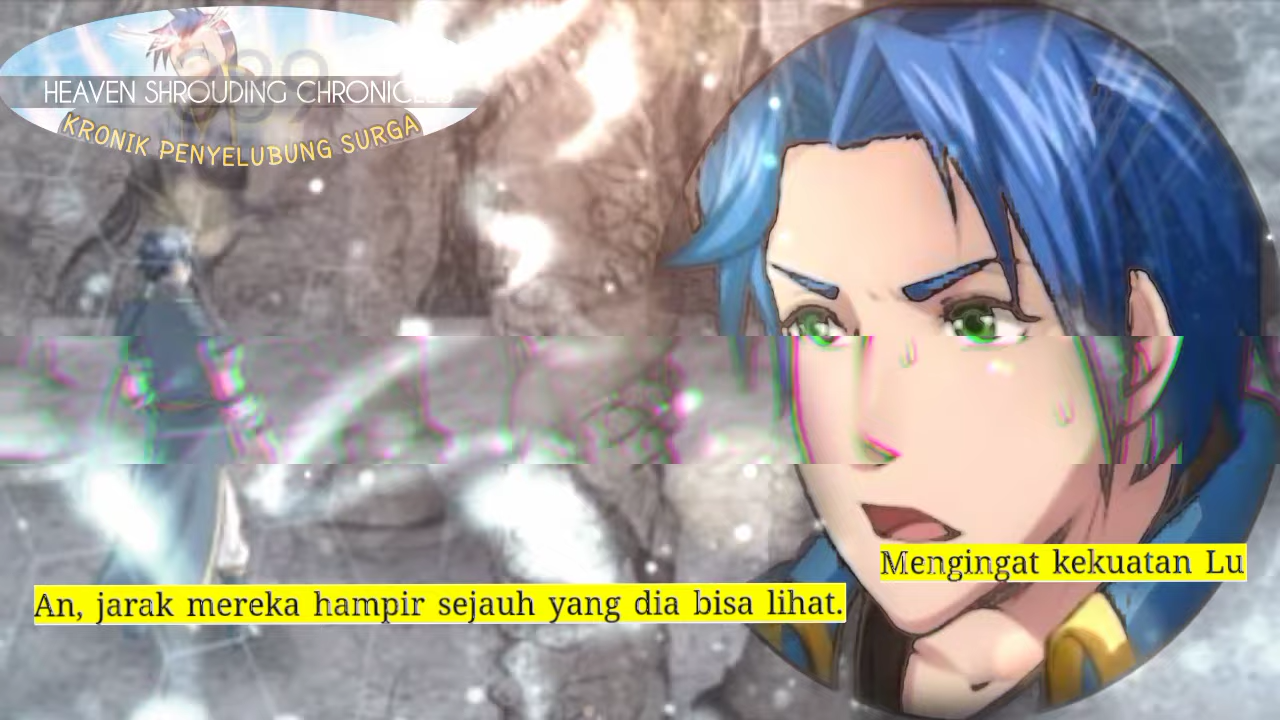 HEAVEN SHROUDING CHRONICLES
KRONIK PENYELUBUNG SURGA
Mengingat kekuatan Lu
An, jarak mereka hampir sejauh yang dia bisa lihat.